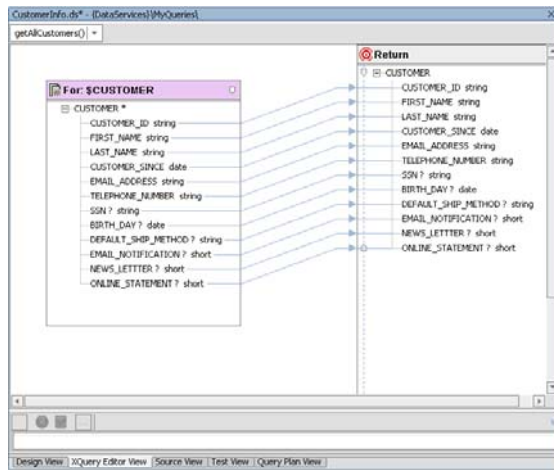 CustomerInfo.ds* - {DataServices}\MyQueries\
getAllCustomers()
For: $CUSTOMER
CUSTOMER *
CUSTOMER_ID string
FIRST_NAME string
LAST_NAME string
CUSTOMER_SINCE date
EMAIL_ADDRESS string
TELEPHONE_NUMBER string
SSN ? string
BIRTH_DAY ? date
DEFAULT_SHIP_METHOD ? string
EMAIL_NOTIFICATION ? short
NEWS_LETTTER ? short
ONLINE_STATEMENT ? short
Return
CUSTOMER
CUSTOMER_ID string
FIRST_NAME string
LAST_NAME string
CUSTOMER_SINCE date
EMAIL_ADDRESS string
TELEPHONE_NUMBER string
SSN ? string
BIRTH_DAY ? date
DEFAULT_SHIP_METHOD ? string
EMAIL_NOTIFICATION ? short
NEWS_LETTTER ? short
ONLINE_STATEMENT ? short
Design View | XQuery Editor View | Source View | Test View | Query Plan View